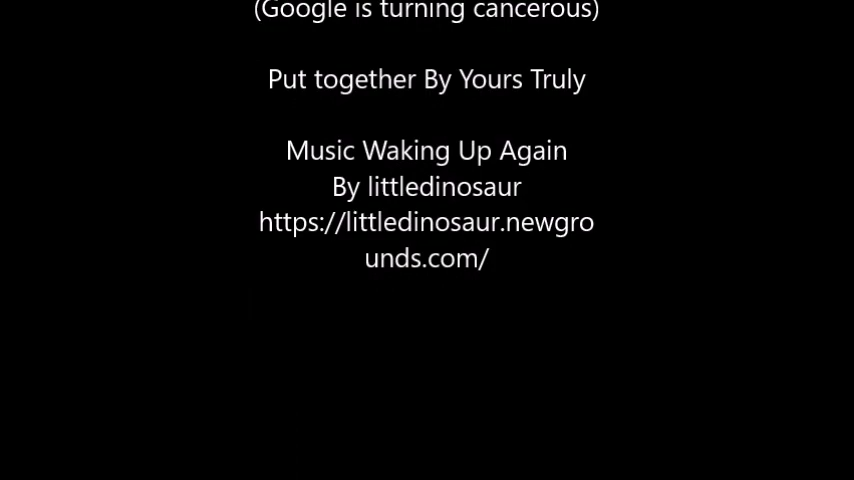 (Google is turning cancerous)
Put together By Yours Truly
Music Waking Up Again
By littledinosaur
https://littledinosaur.newgro
unds.com/